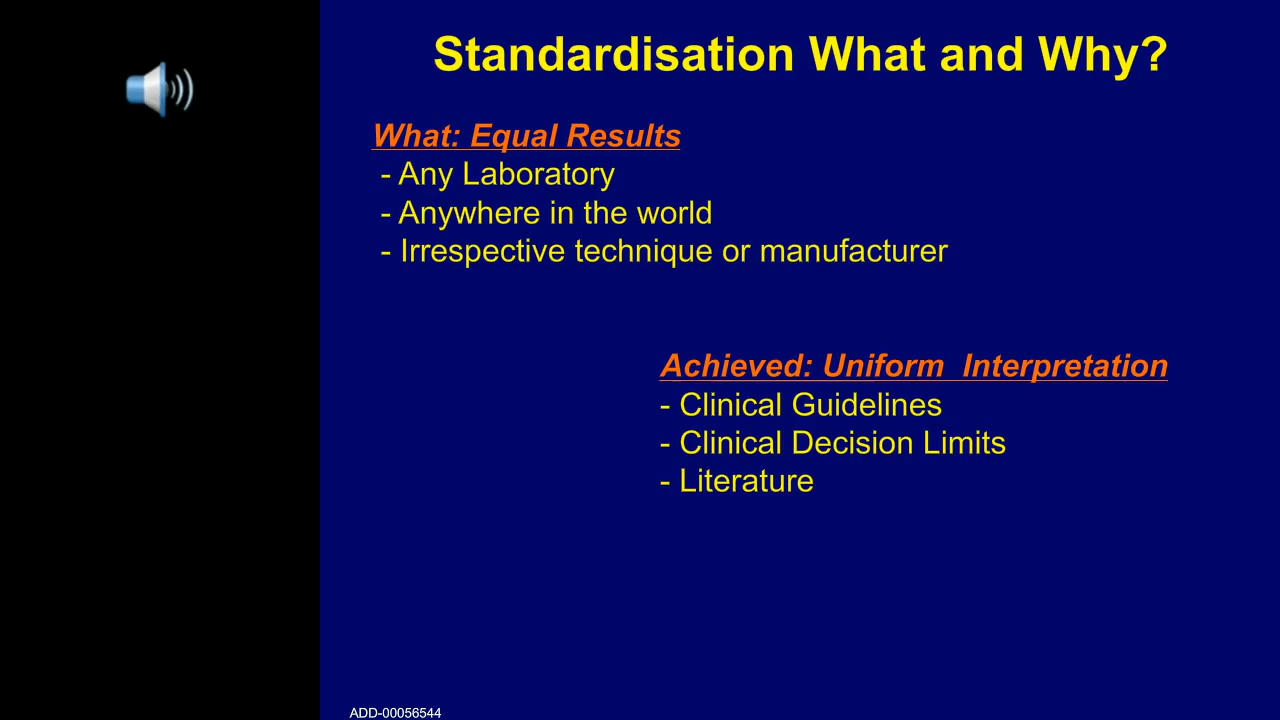 Standardisation What and Why?
What: Equal Results
- Any Laboratory
- Anywhere in the world
- Irrespective technique or manufacturer
Achieved: Uniform  Interpretation
- Clinical Guidelines
- Clinical Decision Limits
- Literature
ADD-00056544